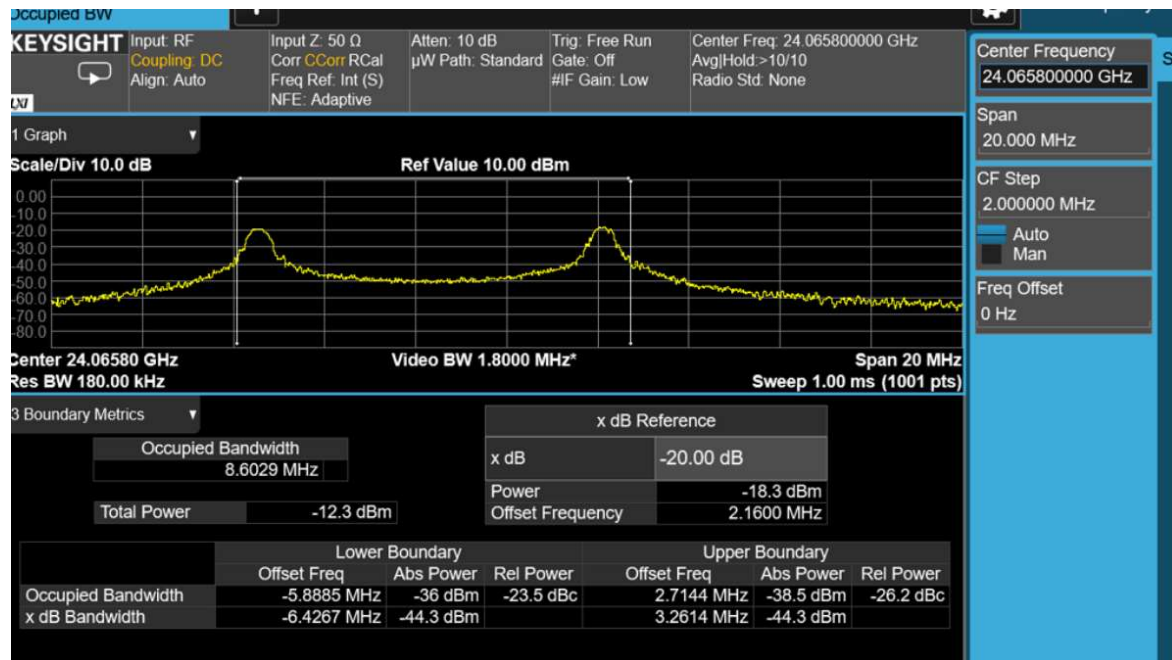 Occupied BW
KEYSIGHT
LXI
Input: RF
Coupling: DC
Align: Auto
Input Z: 50 Ω
Corr CCorr RCal
Freq Ref: Int (S)
NFE: Adaptive
Atten: 10 dB
µW Path: Standard
Trig: Free Run
Gate: Off
#IF Gain: Low
Center Freq: 24.065800000 GHz
Avg|Hold:>10/10
Radio Std: None
1 Graph
Scale/Div 10.0 dB
Ref Value 10.00 dBm
0.00
-10.0
-20.0
-30.0
-40.0
-50.0
-60.0
-70.0
-80.0
Center 24.06580 GHz
Video BW 1.8000 MHz*
Span 20 MHz
Res BW 180.00 kHz
Sweep 1.00 ms (1001 pts)
3 Boundary Metrics
Occupied Bandwidth
8.6029 MHz
Total Power -12.3 dBm
x dB Reference
x dB -20.00 dB
Power -18.3 dBm
Offset Frequency 2.1600 MHz
Lower Boundary Upper Boundary
Offset Freq Abs Power Rel Power Offset Freq Abs Power Rel Power
Occupied Bandwidth -5.8885 MHz -36 dBm -23.5 dBc 2.7144 MHz -38.5 dBm -26.2 dBc
x dB Bandwidth -6.4267 MHz -44.3 dBm 3.2614 MHz -44.3 dBm
Center Frequency
24.065800000 GHz
Span
20.000 MHz
CF Step
2.000000 MHz
Auto
Man
Freq Offset
0 Hz
S